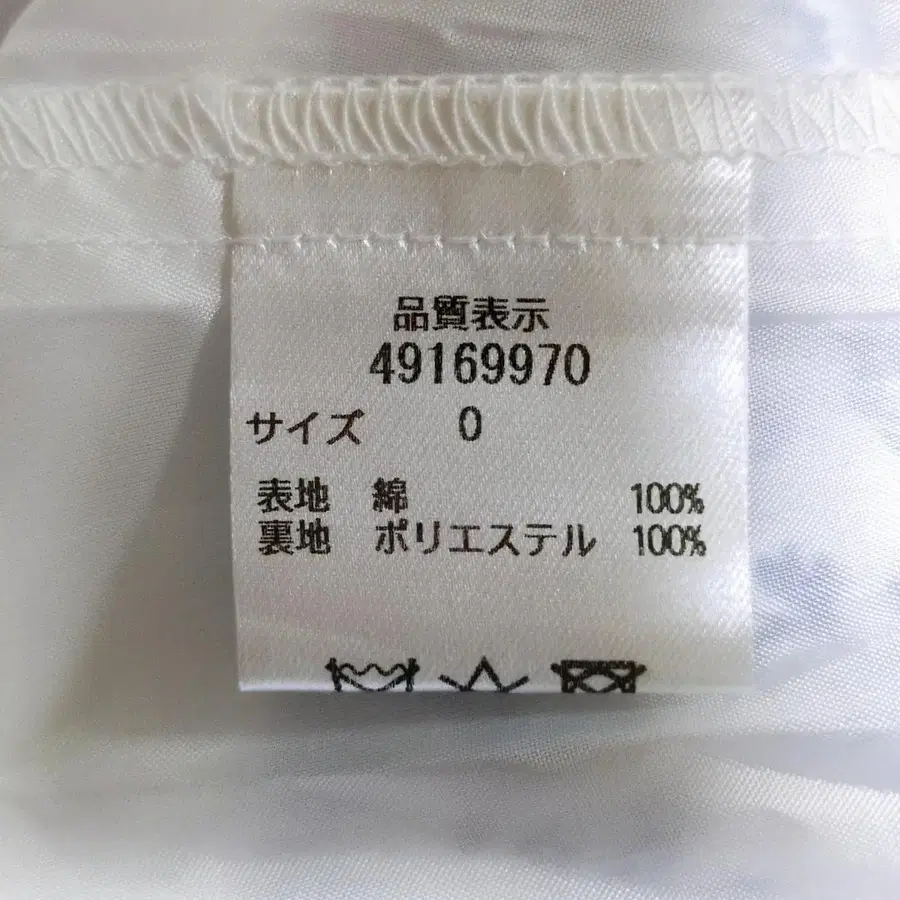 品質表示
49169970
サイズ 0
表地 綿 100%
裏地 ポリエステル 100%